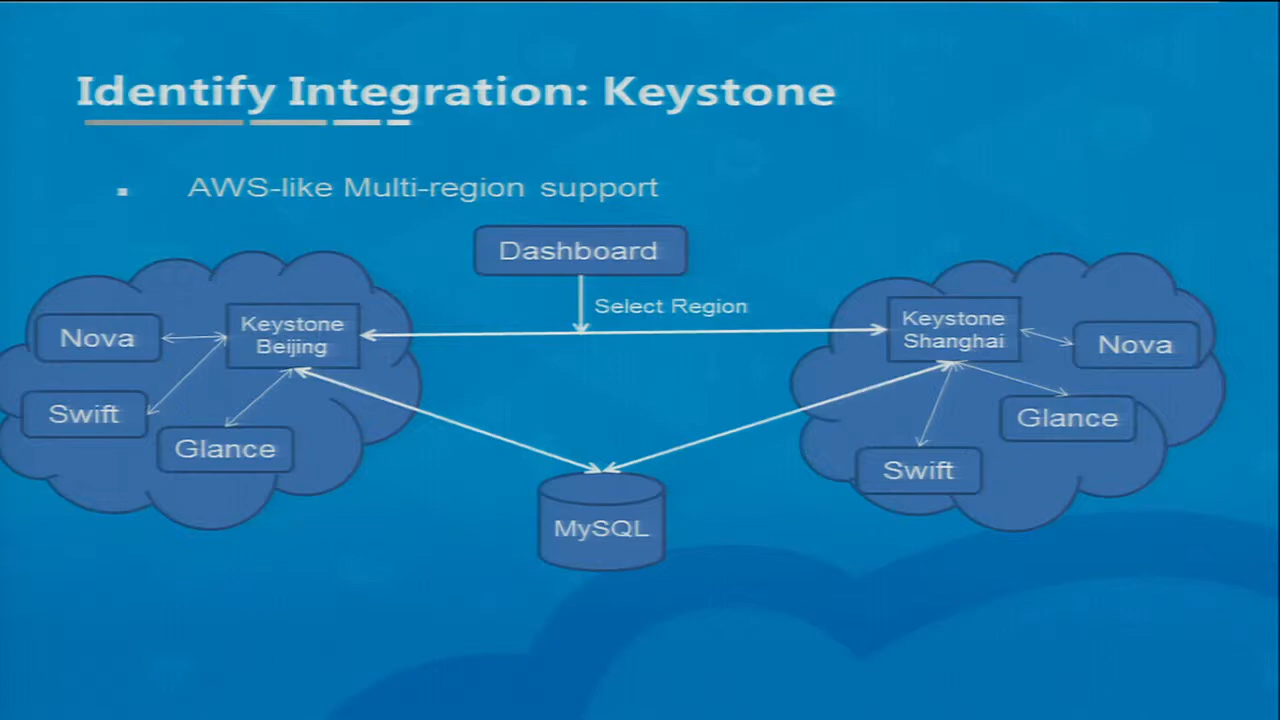 Identify Integration: Keystone
AWS-like Multi-region support
Dashboard
Select Region
Keystone
Beijing
Nova
Swift
Glance
Keystone
Shanghai
Nova
Glance
Swift
MySQL